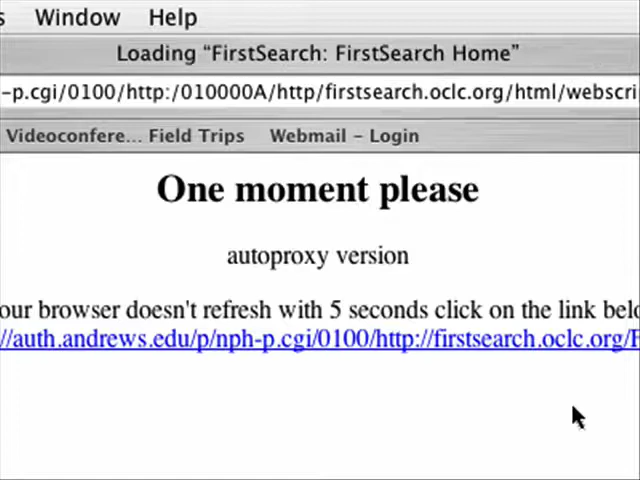 Window Help
Loading “FirstSearch: FirstSearch Home”
-p.cgi/0100/http:/010000A/http/firstsearch.oclc.org/html/webscri
Videoconfere... Field Trips Webmail – Login
One moment please
autoproxy version
our browser doesn't refresh with 5 seconds click on the link belo
//auth.andrews.edu/p/nph-p.cgi/0100/http://firstsearch.oclc.org/F